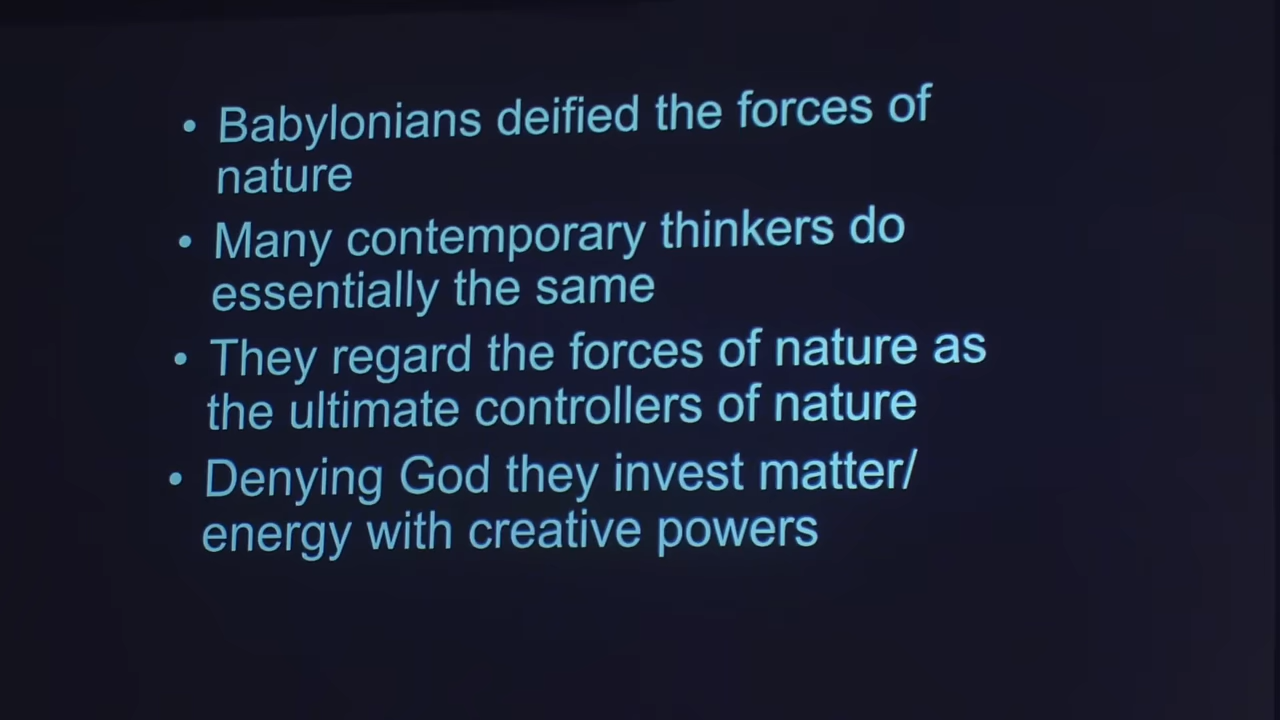 • Babylonians deified the forces of
nature
• Many contemporary thinkers do
essentially the same
• They regard the forces of nature as
the ultimate controllers of nature
• Denying God they invest matter/
energy with creative powers